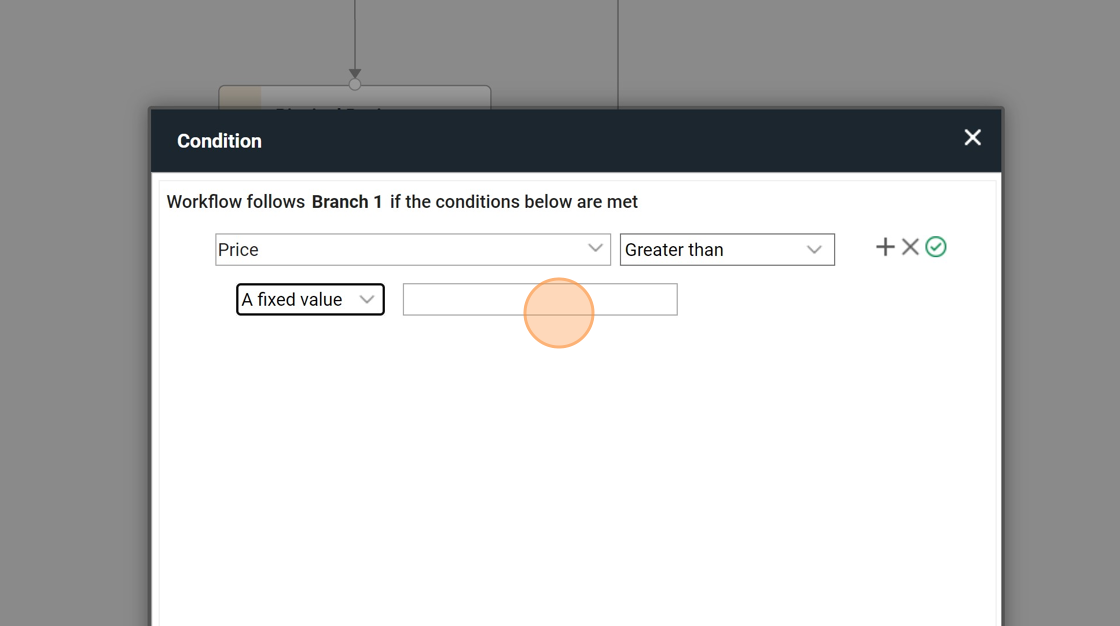 Condition
Workflow follows Branch 1 if the conditions below are met
Price
Greater than
A fixed value